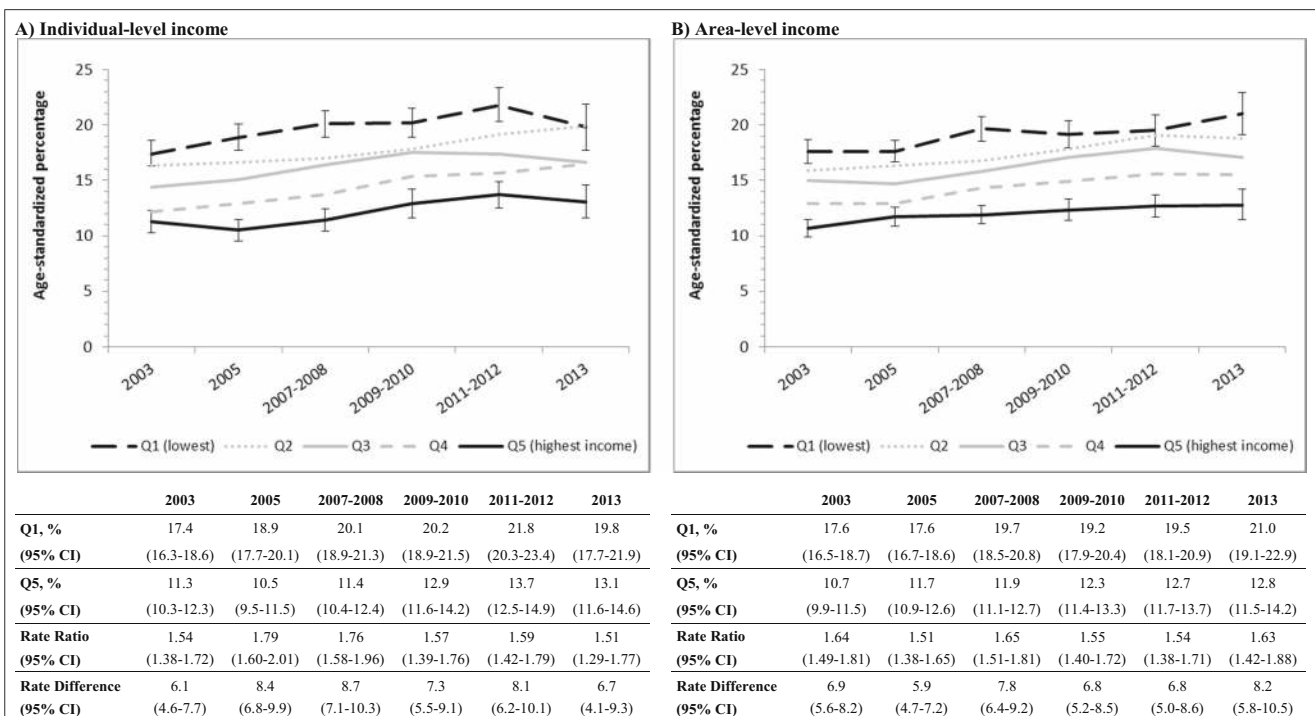 A) Individual-level income
25
20
15
10
5
0
Age-standardized percentage
2003
2005
2007-2008
2009-2010
2011-2012
2013
Q1 (lowest) Q2 Q3 Q4 Q5 (highest income)
2003 2005 2007-2008 2009-2010 2011-2012 2013
Q1, % 17.4 18.9 20.1 20.2 21.8 19.8
(95% CI) (16.3-18.6) (17.7-20.1) (18.9-21.3) (18.9-21.5) (20.3-23.4) (17.7-21.9)
Q5, % 11.3 10.5 11.4 12.9 13.7 13.1
(95% CI) (10.3-12.3) (9.5-11.5) (10.4-12.4) (11.6-14.2) (12.5-14.9) (11.6-14.6)
Rate Ratio 1.54 1.79 1.76 1.57 1.59 1.51
(95% CI) (1.38-1.72) (1.60-2.01) (1.58-1.96) (1.39-1.76) (1.42-1.79) (1.29-1.77)
Rate Difference 6.1 8.4 8.7 7.3 8.1 6.7
(95% CI) (4.6-7.7) (6.8-9.9) (7.1-10.3) (5.5-9.1) (6.2-10.1) (4.1-9.3)
B) Area-level income
25
20
15
10
5
0
Age-standardized percentage
2003
2005
2007-2008
2009-2010
2011-2012
2013
Q1 (lowest) Q2 Q3 Q4 Q5 (highest income)
2003 2005 2007-2008 2009-2010 2011-2012 2013
Q1, % 17.6 17.6 19.7 19.2 19.5 21.0
(95% CI) (16.5-18.7) (16.7-18.6) (18.5-20.8) (17.9-20.4) (18.1-20.9) (19.1-22.9)
Q5, % 10.7 11.7 11.9 12.3 12.7 12.8
(95% CI) (9.9-11.5) (10.9-12.6) (11.1-12.7) (11.4-13.3) (11.7-13.7) (11.5-14.2)
Rate Ratio 1.64 1.51 1.65 1.55 1.54 1.63
(95% CI) (1.49-1.81) (1.38-1.65) (1.51-1.81) (1.40-1.72) (1.38-1.71) (1.42-1.88)
Rate Difference 6.9 5.9 7.8 6.8 6.8 8.2
(95% CI) (5.6-8.2) (4.7-7.2) (6.4-9.2) (5.2-8.5) (5.0-8.6) (5.8-10.5)